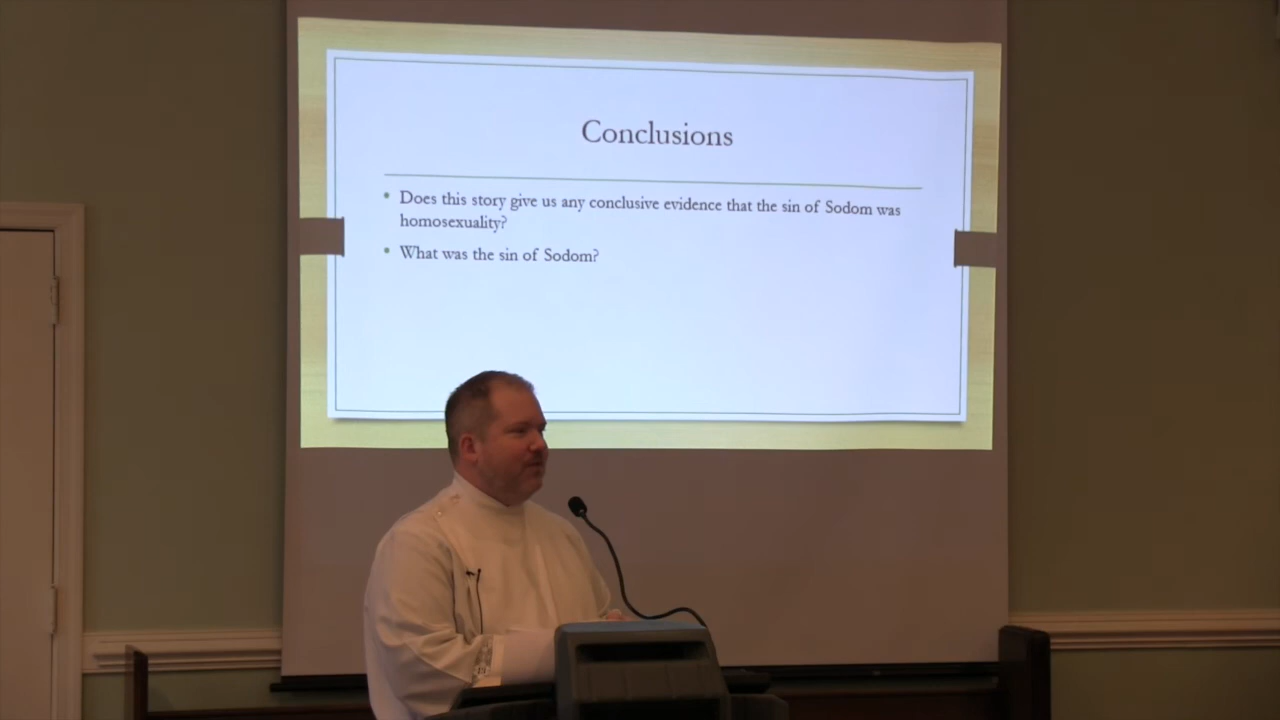 Conclusions
• Does this story give us any conclusive evidence that the sin of Sodom was
homosexuality?
• What was the sin of Sodom?